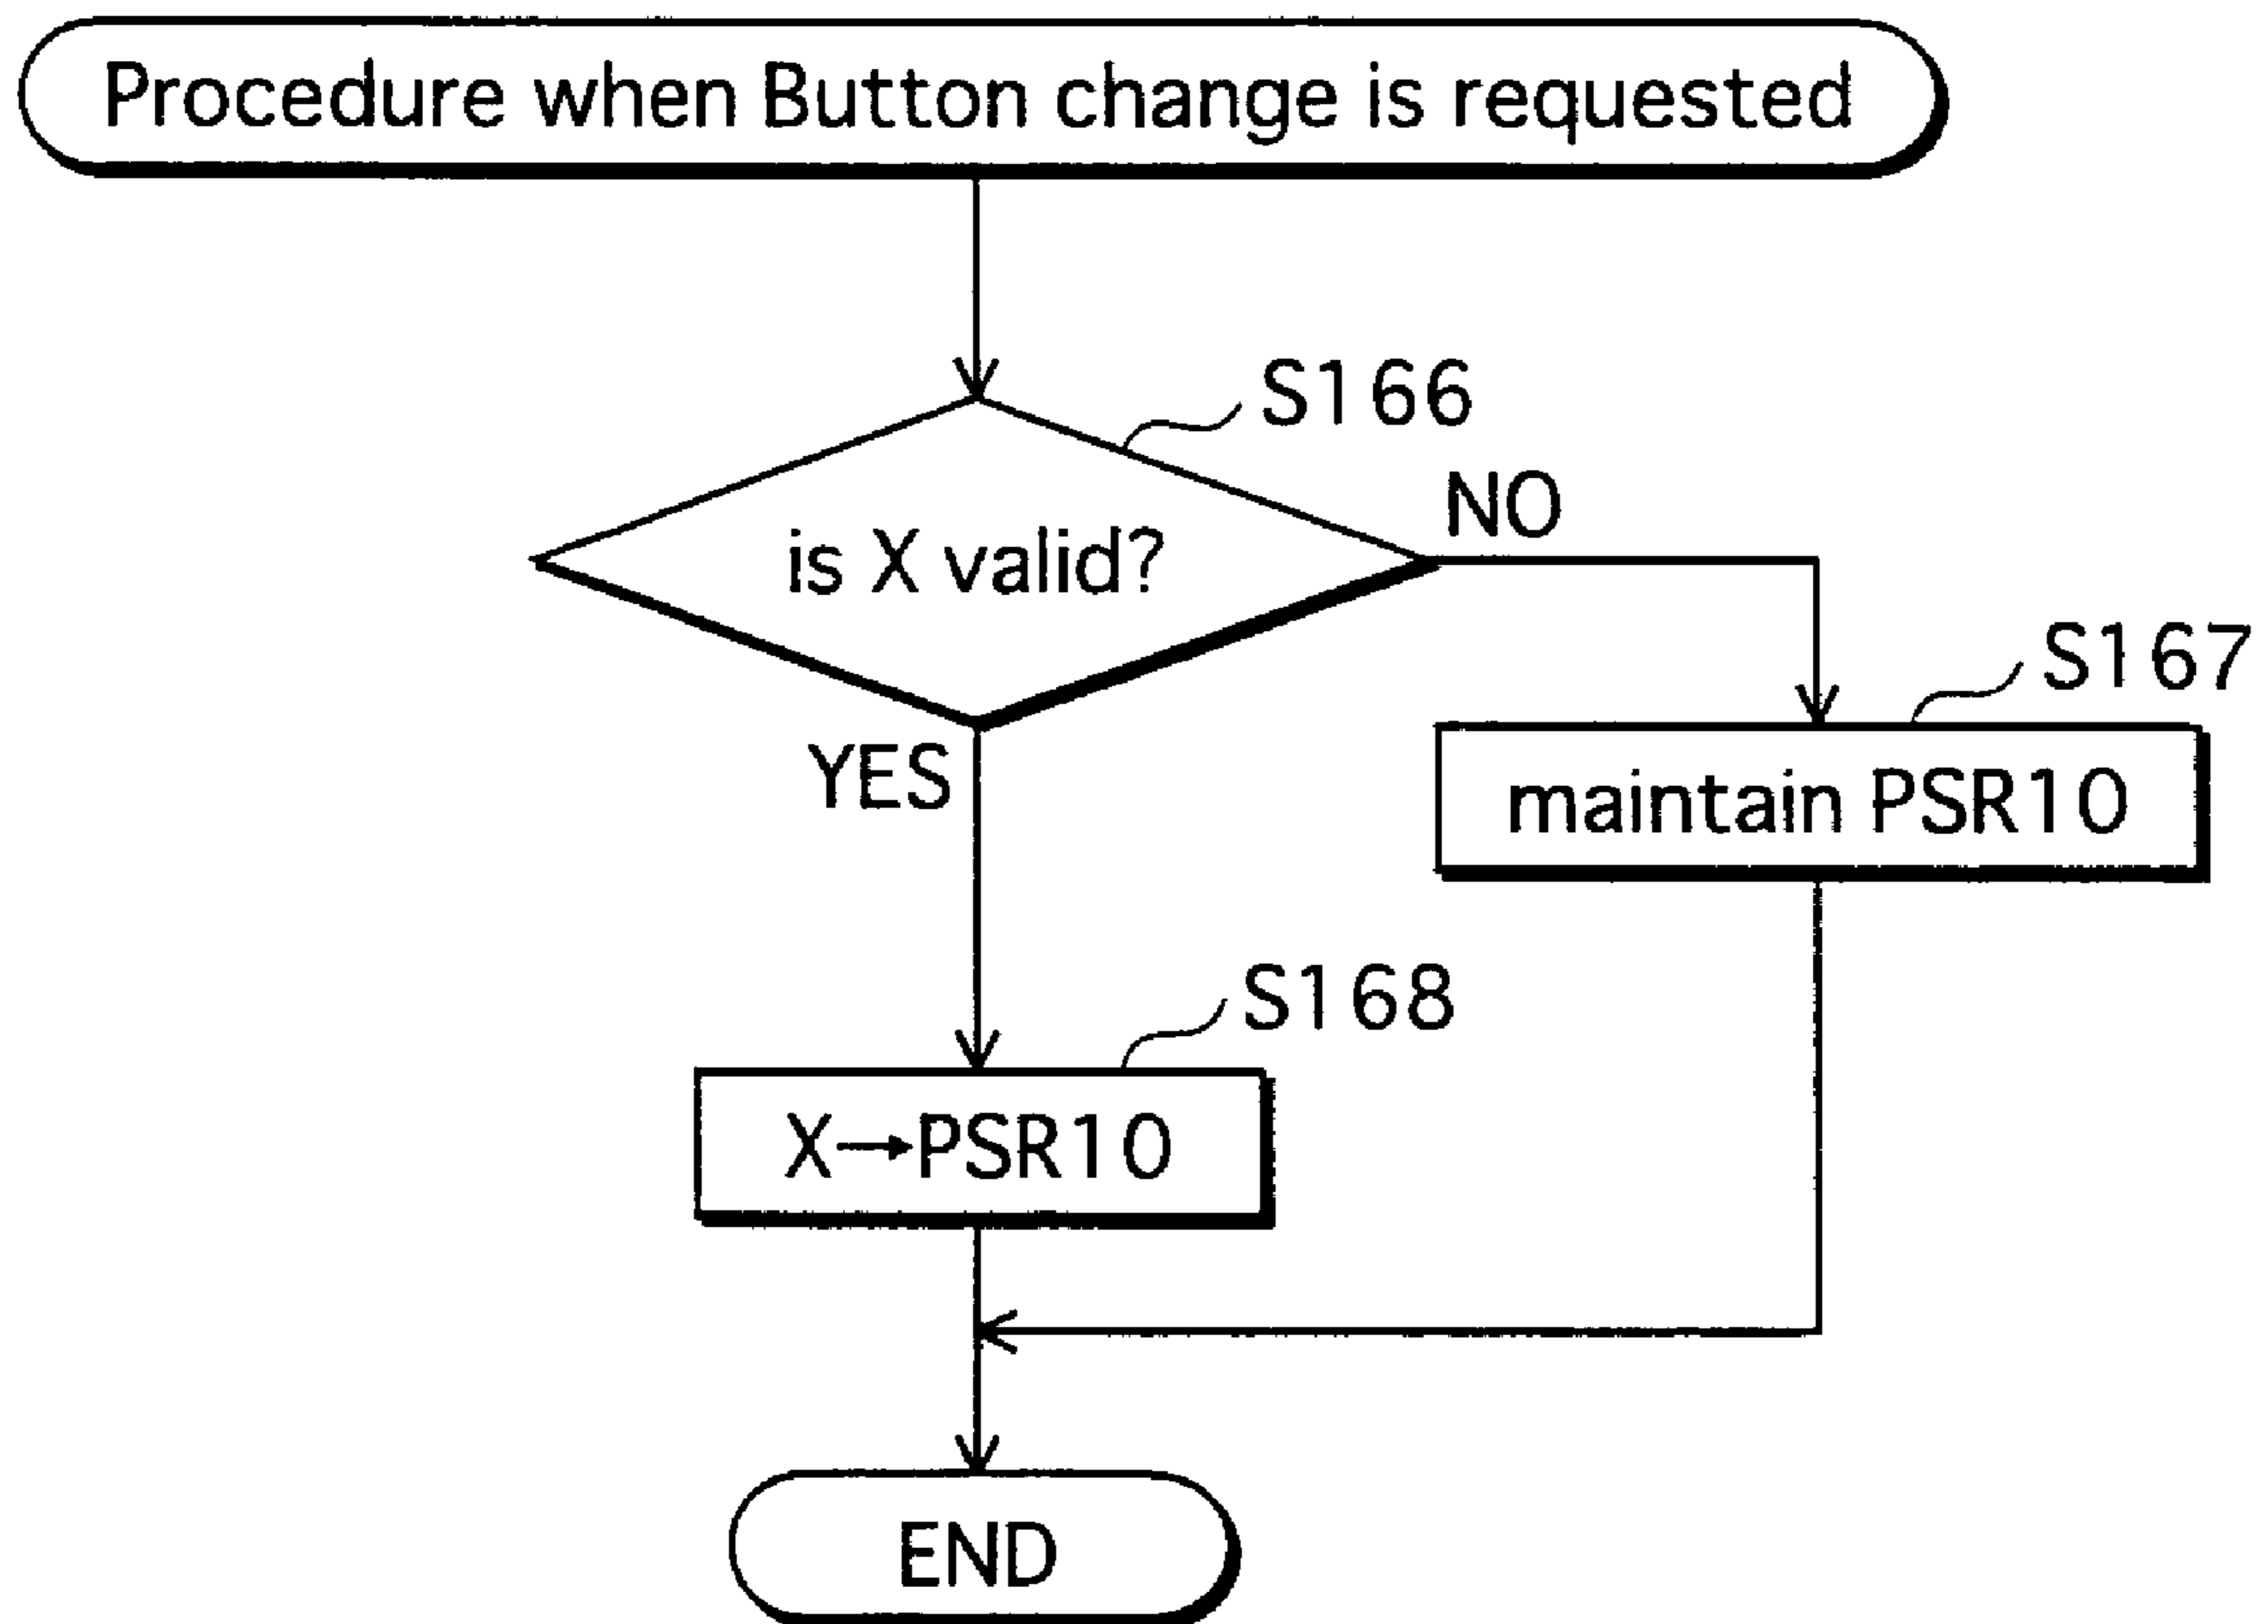 Procedure when Button change is requested
S166
is X valid?
NO
S167
YES
maintain PSR10
S168
X→PSR10
END